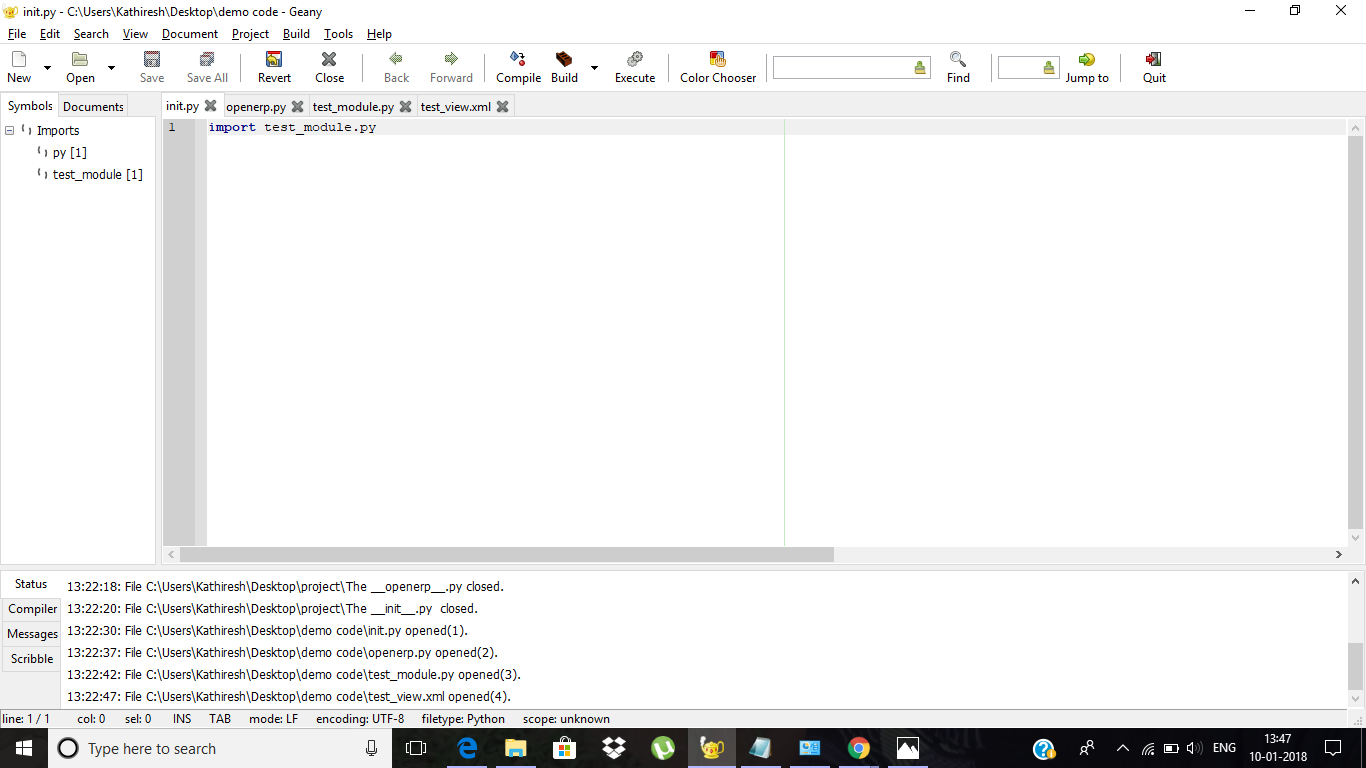 init.py - C:\Users\Kathiresh\Desktop\demo code - Geany
File Edit Search View Document Project Build Tools Help
New Open Save Save All Revert Close Back Forward Compile Build Execute Color Chooser Find Jump to Quit
Symbols Documents init.py openerp.py test_module.py test_view.xml
Imports
py [1]
test_module [1]
1 import test_module.py
Status
Compiler
Messages
Scribble
13:22:18: File C:\Users\Kathiresh\Desktop\project\The __openerp__.py closed.
13:22:20: File C:\Users\Kathiresh\Desktop\project\The __init__.py  closed.
13:22:30: File C:\Users\Kathiresh\Desktop\demo code\init.py opened(1).
13:22:37: File C:\Users\Kathiresh\Desktop\demo code\openerp.py opened(2).
13:22:42: File C:\Users\Kathiresh\Desktop\demo code\test_module.py opened(3).
13:22:47: File C:\Users\Kathiresh\Desktop\demo code\test_view.xml opened(4).
line: 1 / 1 col: 0 sel: 0 INS TAB mode: LF encoding: UTF-8 filetype: Python scope: unknown
Type here to search
ENG
13:47
10-01-2018